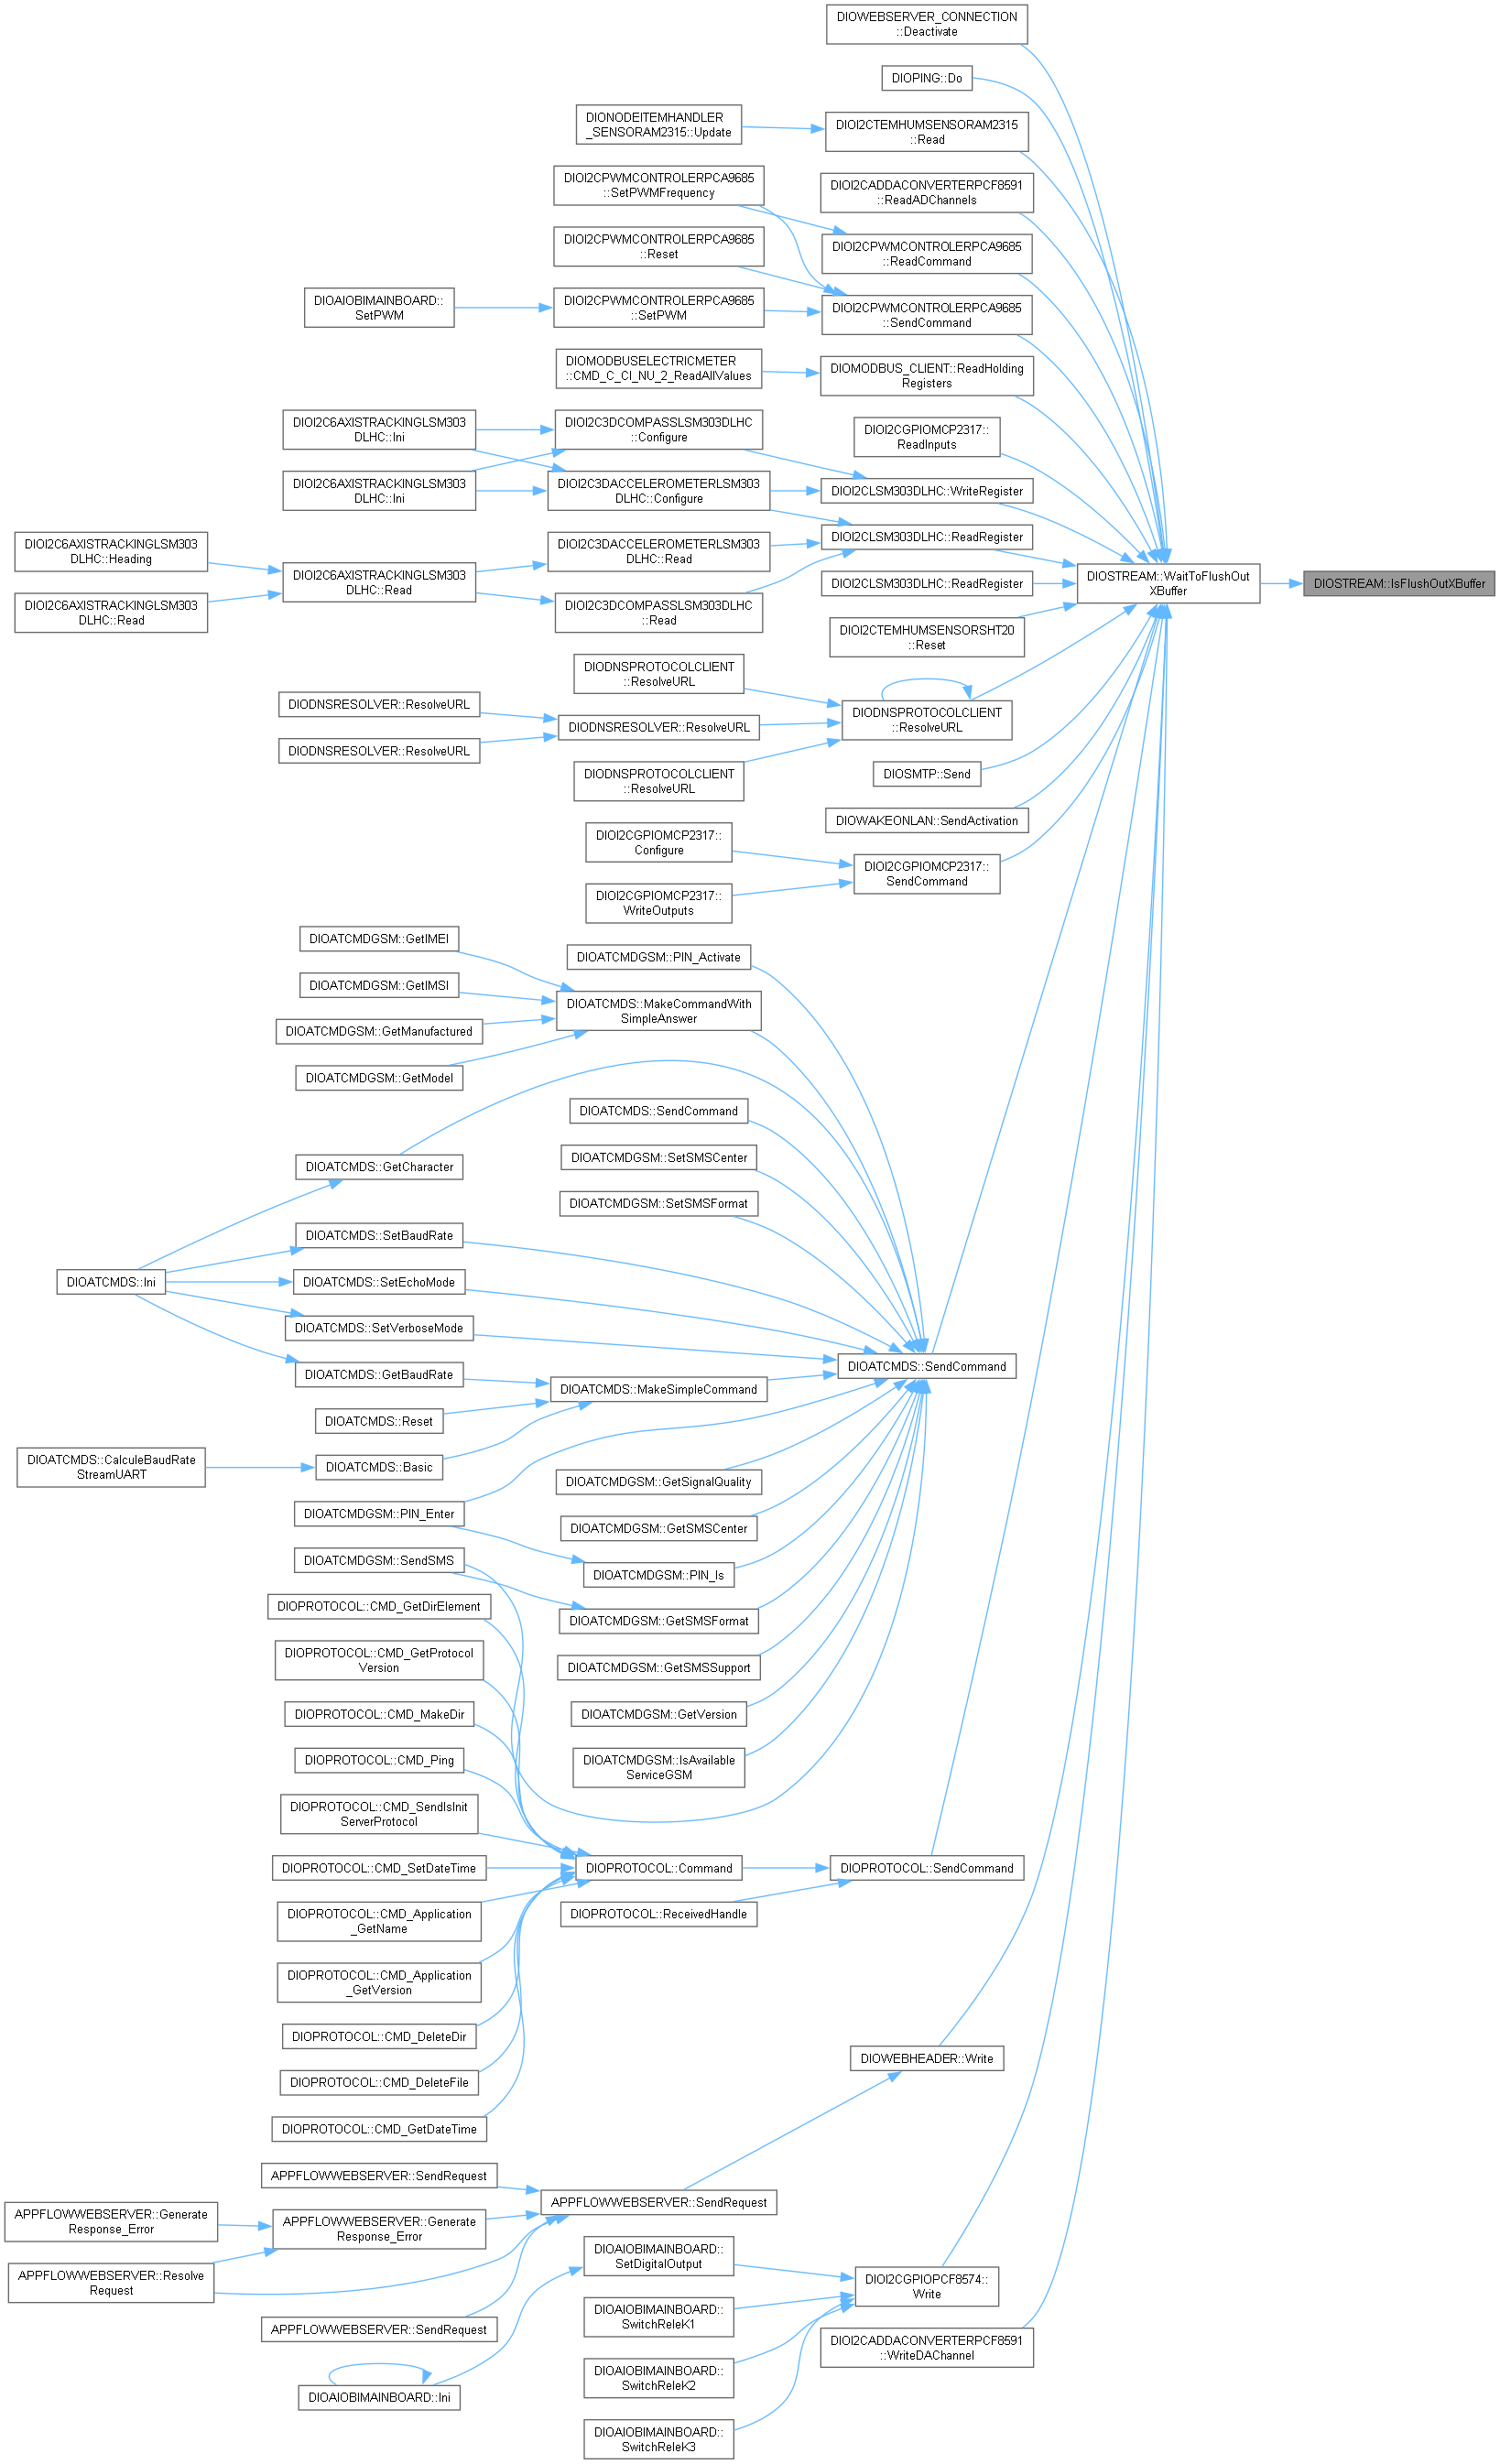 DIOWEBSERVER_CONNECTION
::Deactivate
DIOPING::Do
DIONODEITEMHANDLER
_SENSORAM2315::Update
DIOI2CTEMHUMSENSORAM2315
::Read
DIOI2CPWMCONTROLERPCA9685
::SetPWMFrequency
DIOI2CADDACONVERTERPCF8591
::ReadADChannels
DIOI2CPWMCONTROLERPCA9685
::Reset
DIOI2CPWMCONTROLERPCA9685
::ReadCommand
DIOAIOBIMAINBOARD::
SetPWM
DIOI2CPWMCONTROLERPCA9685
::SetPWM
DIOI2CPWMCONTROLERPCA9685
::SendCommand
DIOMODBUSELECTRICMETER
::CMD_C_CI_NU_2_ReadAllValues
DIOMODBUS_CLIENT::ReadHolding
Registers
DIOI2C6AXISTRACKINGLSM303
DLHC::Ini
DIOI2C3DCOMPASSLSM303DLHC
::Configure
DIOI2CGPIOMCP2317::
ReadInputs
DIOI2C6AXISTRACKINGLSM303
DLHC::Ini
DIOI2C3DACCELEROMETERLSM303
DLHC::Configure
DIOI2CLSM303DLHC::WriteRegister
DIOI2C6AXISTRACKINGLSM303
DLHC::Heading
DIOI2C3DACCELEROMETERLSM303
DLHC::Read
DIOI2CLSM303DLHC::ReadRegister
DIOI2C6AXISTRACKINGLSM303
DLHC::Read
DIOI2C6AXISTRACKINGLSM303
DLHC::Read
DIOI2C3DCOMPASSLSM303DLHC
::Read
DIOI2CLSM303DLHC::ReadRegister
DIOSTREAM::WaitToFlushOut
XBuffer
DIOSTREAM::IsFlushOutXBuffer
DIOI2CTEMHUMSENSORSHT20
::Reset
DIODNSPROTOCOLCLIENT
::ResolveURL
DIODNSRESOLVER::ResolveURL
DIODNSRESOLVER::ResolveURL
DIODNSPROTOCOLCLIENT
::ResolveURL
DIODNSRESOLVER::ResolveURL
DIODNSPROTOCOLCLIENT
::ResolveURL
DIOSMTP::Send
DIOWAKEONLAN::SendActivation
DIOI2CGPIOMCP2317::
Configure
DIOI2CGPIOMCP2317::
SendCommand
DIOI2CGPIOMCP2317::
WriteOutputs
DIOATCMDGSM::GetIMEI
DIOATCMDGSM::PIN_Activate
DIOATCMDGSM::GetIMSI
DIOATCMDS::MakeCommandWith
SimpleAnswer
DIOATCMDGSM::GetManufactured
DIOATCMDGSM::GetModel
DIOATCMDS::SendCommand
DIOATCMDS::GetCharacter
DIOATCMDGSM::SetSMSCenter
DIOATCMDGSM::SetSMSFormat
DIOATCMDS::SetBaudRate
DIOATCMDS::Ini
DIOATCMDS::SetEchoMode
DIOATCMDS::SetVerboseMode
DIOATCMDS::SendCommand
DIOATCMDS::GetBaudRate
DIOATCMDS::MakeSimpleCommand
DIOATCMDS::Reset
DIOATCMDS::CalculeBaudRate
StreamUART
DIOATCMDS::Basic
DIOATCMDGSM::GetSignalQuality
DIOATCMDGSM::PIN_Enter
DIOATCMDGSM::GetSMSCenter
DIOATCMDGSM::SendSMS
DIOATCMDGSM::PIN_Is
DIOPROTOCOL::CMD_GetDirElement
DIOATCMDGSM::GetSMSFormat
DIOPROTOCOL::CMD_GetProtocol
Version
DIOATCMDGSM::GetSMSSupport
DIOPROTOCOL::CMD_MakeDir
DIOATCMDGSM::GetVersion
DIOPROTOCOL::CMD_Ping
DIOATCMDGSM::IsAvailable
ServiceGSM
DIOPROTOCOL::CMD_SendIsInit
ServerProtocol
DIOPROTOCOL::CMD_SetDateTime
DIOPROTOCOL::Command
DIOPROTOCOL::SendCommand
DIOPROTOCOL::CMD_Application
_GetName
DIOPROTOCOL::ReceivedHandle
DIOPROTOCOL::CMD_Application
_GetVersion
DIOPROTOCOL::CMD_DeleteDir
DIOWEBHEADER::Write
DIOPROTOCOL::CMD_DeleteFile
DIOPROTOCOL::CMD_GetDateTime
APPFLOWWEBSERVER::SendRequest
APPFLOWWEBSERVER::SendRequest
APPFLOWWEBSERVER::Generate
Response_Error
APPFLOWWEBSERVER::Generate
Response_Error
APPFLOWWEBSERVER::Resolve
Request
DIOAIOBIMAINBOARD::
SetDigitalOutput
DIOI2CGPIOPCF8574::
Write
APPFLOWWEBSERVER::SendRequest
DIOAIOBIMAINBOARD::
SwitchReleK1
DIOI2CADDACONVERTERPCF8591
::WriteDAChannel
DIOAIOBIMAINBOARD::Ini
DIOAIOBIMAINBOARD::
SwitchReleK2
DIOAIOBIMAINBOARD::
SwitchReleK3